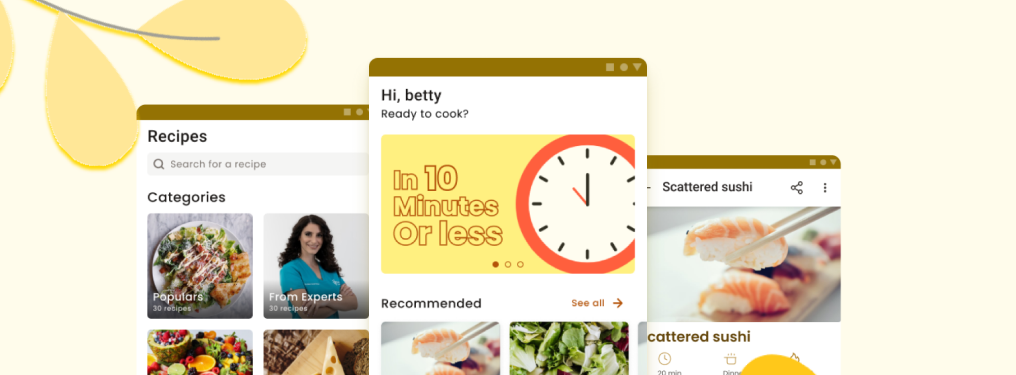 Recipes
Search for a recipe
Categories
Populars
30 recipes
From Experts
30 recipes
Hi, betty
Ready to cook?
In 10
Minutes
Or less
Recommended
See all
Scattered sushi
cattered sushi
20 min